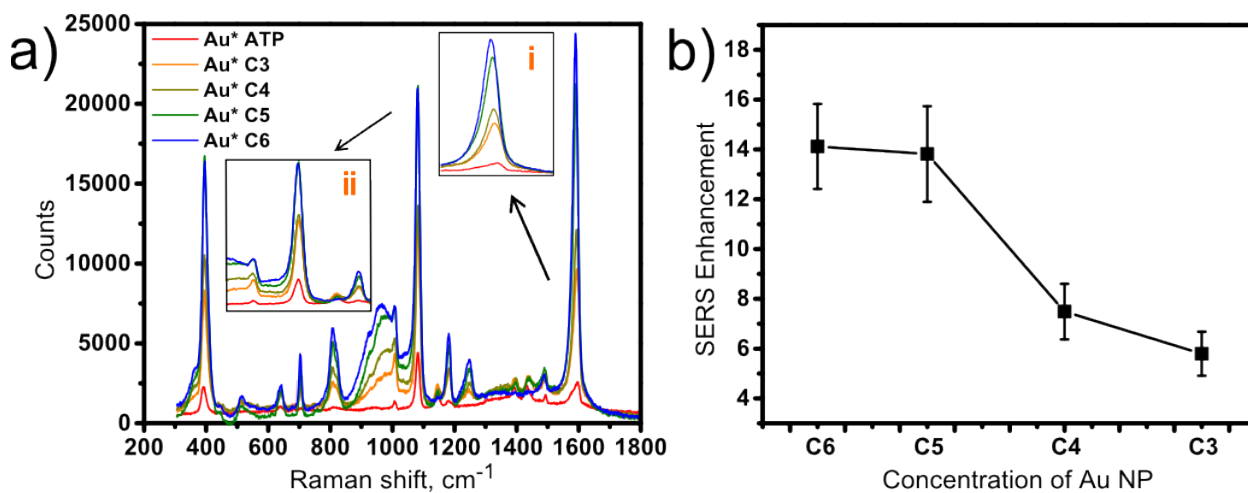 a)
25000
20000
15000
10000
5000
0
Counts
Au* ATP
Au* C3
Au* C4
Au* C5
Au* C6
i
ii
200 400 600 800 1000 1200 1400 1600 1800
Raman shift, cm⁻¹
b)
18
16
14
12
10
8
6
4
SERS Enhancement
C6 C5 C4 C3
Concentration of Au NP